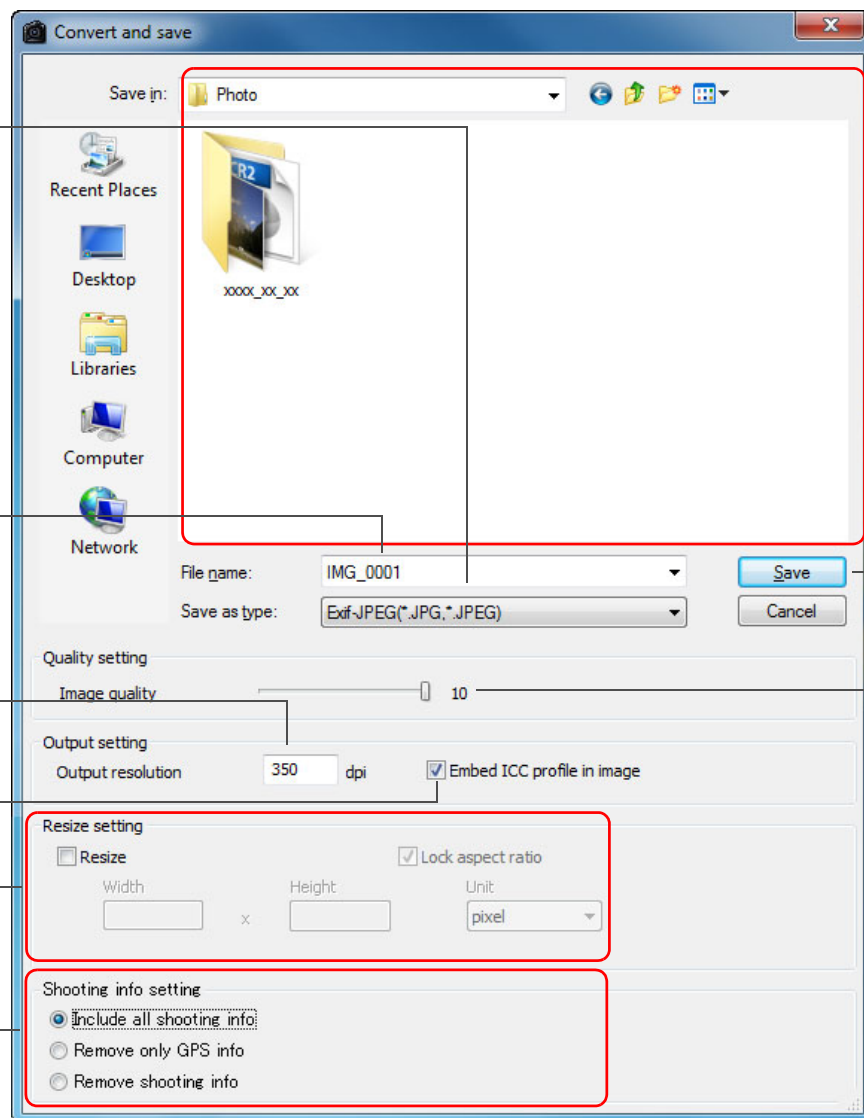 Convert and save
Save in: Photo
CR2
Recent Places
xxxx_xx_xx
Desktop
Libraries
Computer
Network
File name: IMG_0001 Save
Save as type: Exif-JPEG(*.JPG,*.JPEG) Cancel
Quality setting
Image quality 10
Output setting
Output resolution 350 dpi Embed ICC profile in image
Resize setting
Resize Lock aspect ratio
Width Height Unit
x pixel
Shooting info setting
Include all shooting info
Remove only GPS info
Remove shooting info